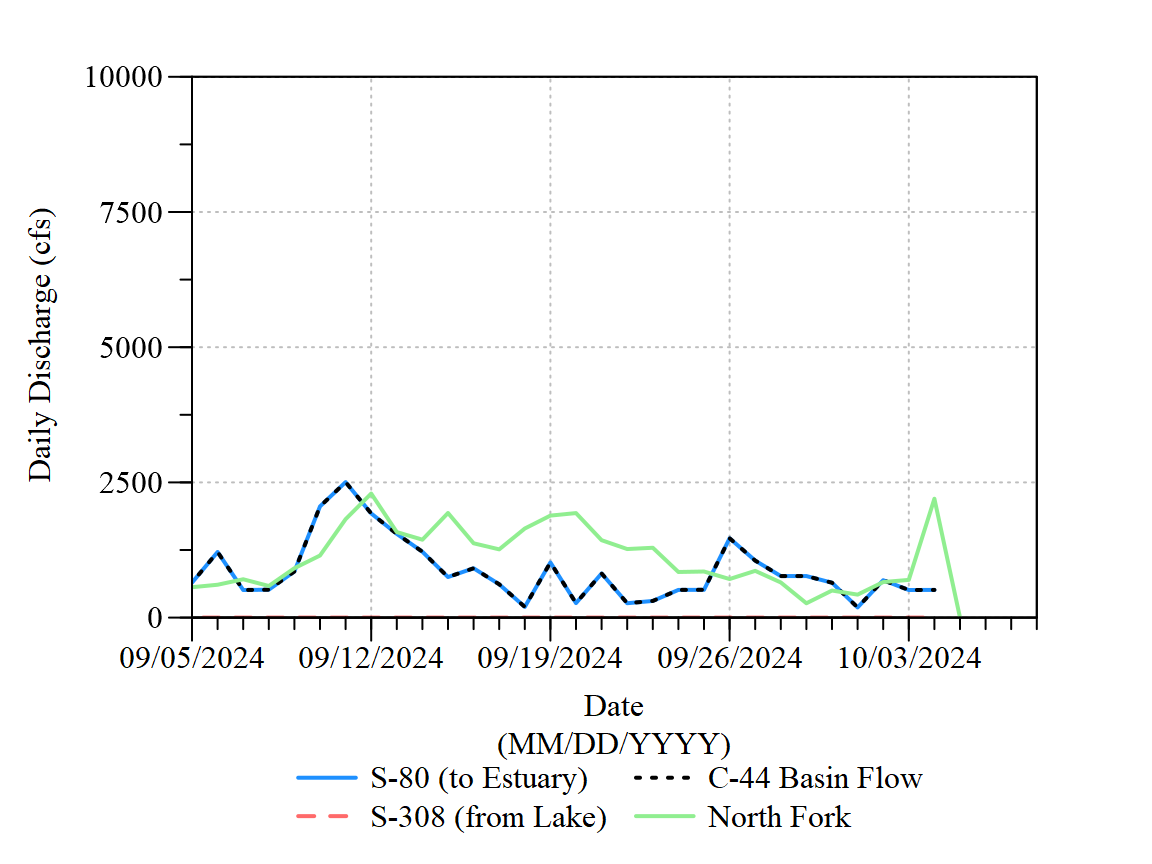 10000
7500
5000
2500
0
Daily Discharge (cfs)
09/05/2024 09/12/2024 09/19/2024 09/26/2024 10/03/2024
Date
(MM/DD/YYYY)
S-80 (to Estuary) C-44 Basin Flow
S-308 (from Lake) North Fork